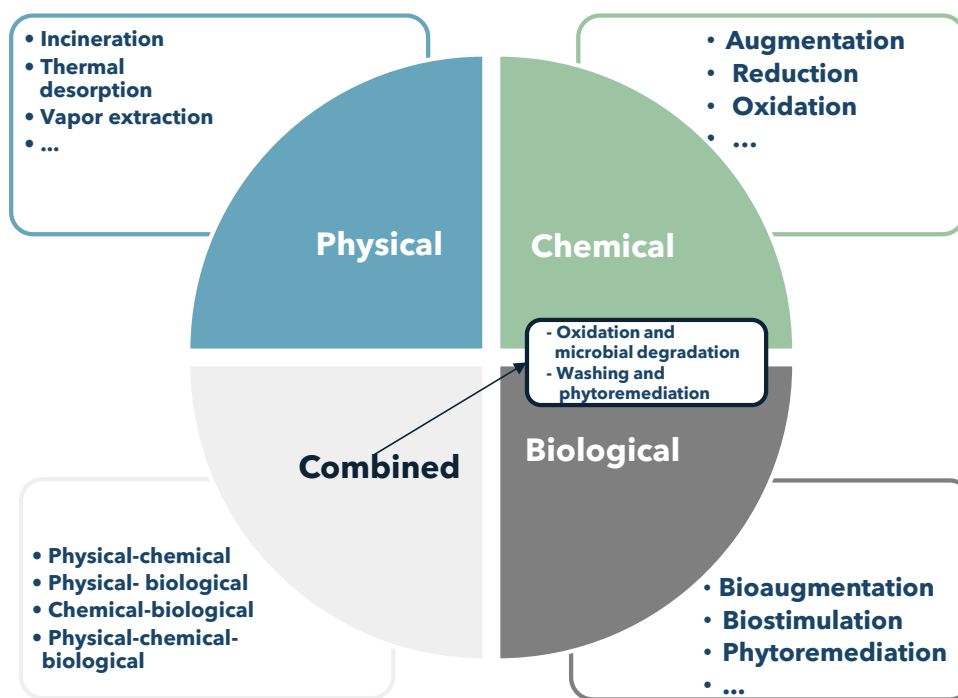 • Incineration
• Thermal
desorption
• Vapor extraction
• ...
• Augmentation
• Reduction
• Oxidation
• ...
Physical
Chemical
- Oxidation and
microbial degradation
- Washing and
phytoremediation
Combined
Biological
• Physical-chemical
• Physical- biological
• Chemical-biological
• Physical-chemical-
biological
• Bioaugmentation
• Biostimulation
• Phytoremediation
• ...